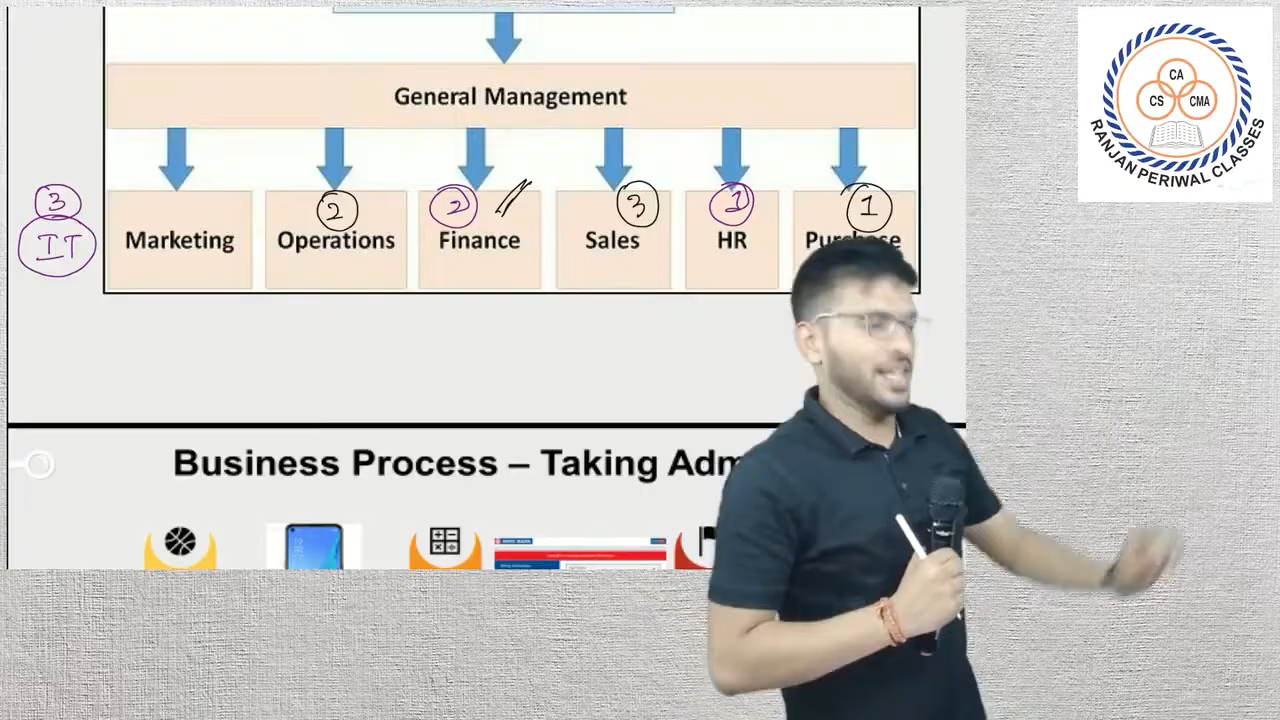 General Management
3
IT
2
2
3
1
1
Marketing
Operations
Finance
Sales
HR
Purchase
Business Process – Taking Adm
CA
CS
CMA
RANJAN PERIWAL CLASSES